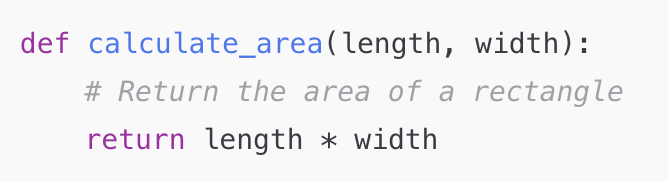 def calculate_area(length, width):
    # Return the area of a rectangle
    return length * width